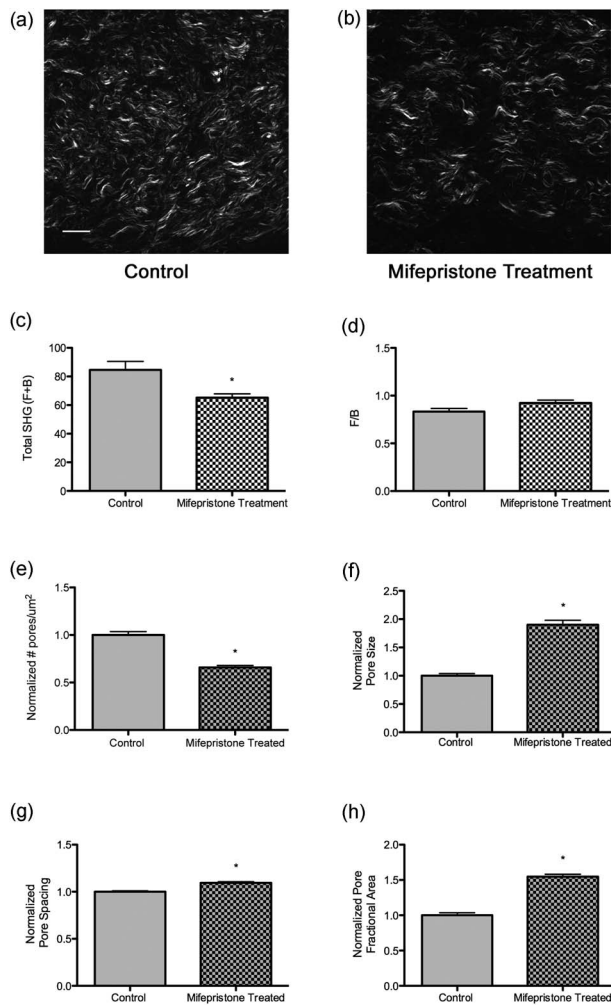 (a)
(b)
Control
Mifepristone Treatment
(c)
Total SHG (F+B)
100
80
60
40
20
0
*
Control
Mifepristone Treatment
(d)
F/B
1.5
1.0
0.5
0.0
Control
Mifepristone Treatment
(e)
Normalized # pores/um²
1.5
1.0
0.5
0.0
*
Control
Mifepristone Treated
(f)
Normalized
Pore Size
2.5
2.0
1.5
1.0
0.5
0.0
*
Control
Mifepristone Treated
(g)
Normalized
Pore Spacing
1.5
1.0
0.5
0.0
*
Control
Mifepristone Treated
(h)
Normalized Pore
Fractional Area
2.0
1.5
1.0
0.5
0.0
*
Control
Mifepristone Treated